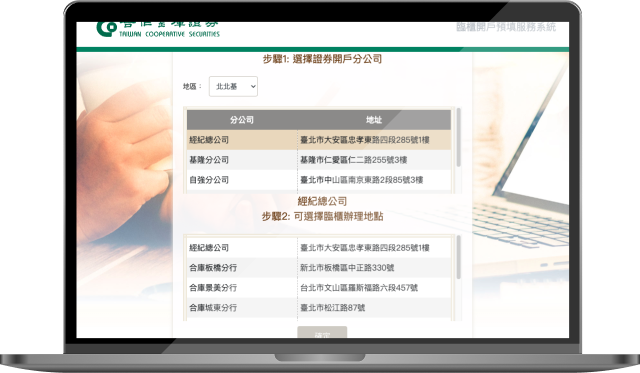 TAIWAN COOPERATIVE SECURITIES
臨櫃開戶預填服務系統
步驟1: 選擇證券開戶分公司
地區： 北北基
分公司 地址
經紀總公司 臺北市大安區忠孝東路四段285號1樓
基隆分公司 基隆市仁愛區仁二路255號3樓
自強分公司 臺北市中山區南京東路2段85號3樓
經紀總公司
步驟2: 可選擇臨櫃辦理地點
經紀總公司 臺北市大安區忠孝東路四段285號1樓
合庫板橋分行 新北市板橋區中正路330號
合庫景美分行 台北市文山區羅斯福路六段457號
合庫城東分行 臺北市松江路87號
確定